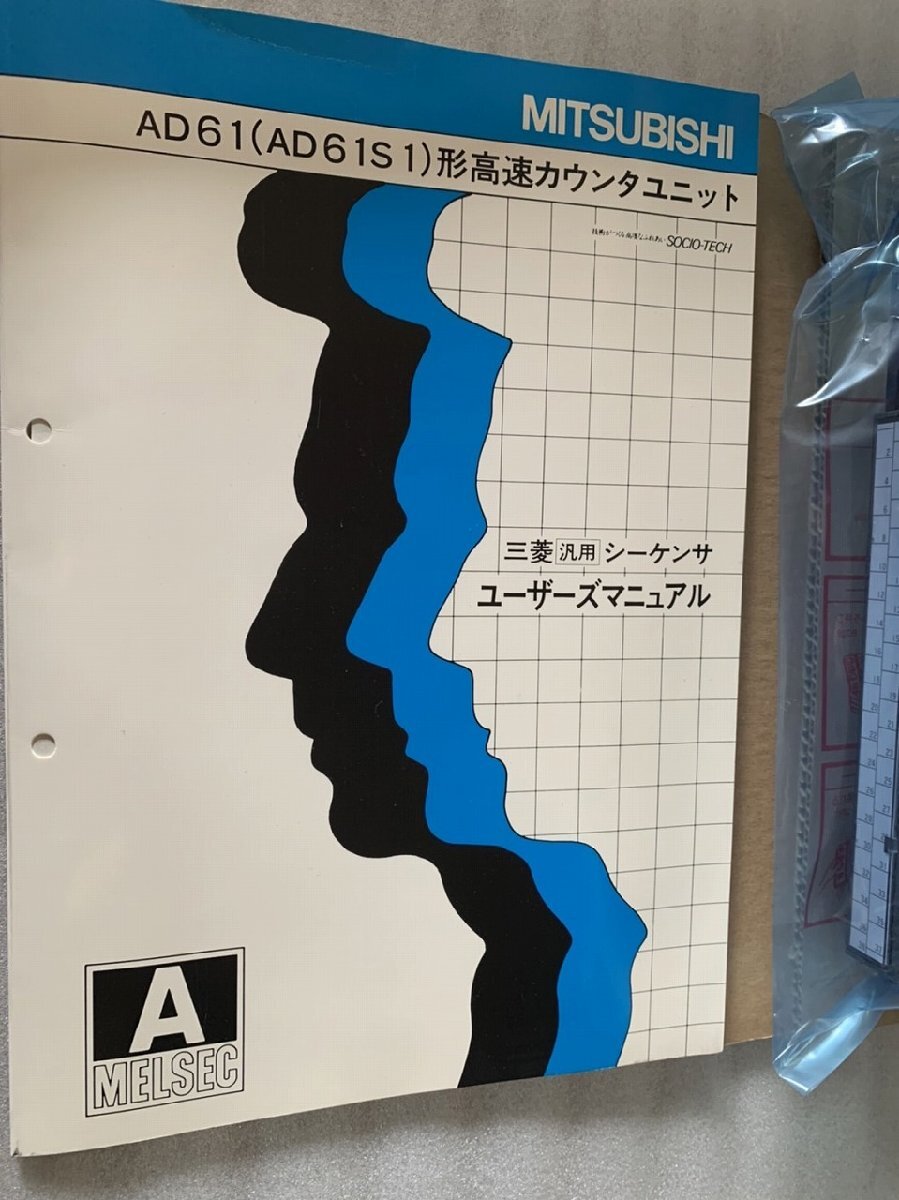 MITSUBISHI
AD61(AD61S1)形高速カウンタユニット
SOCIO-TECH
三菱 汎用 シーケンサ
ユーザーズマニュアル
A
MELSEC